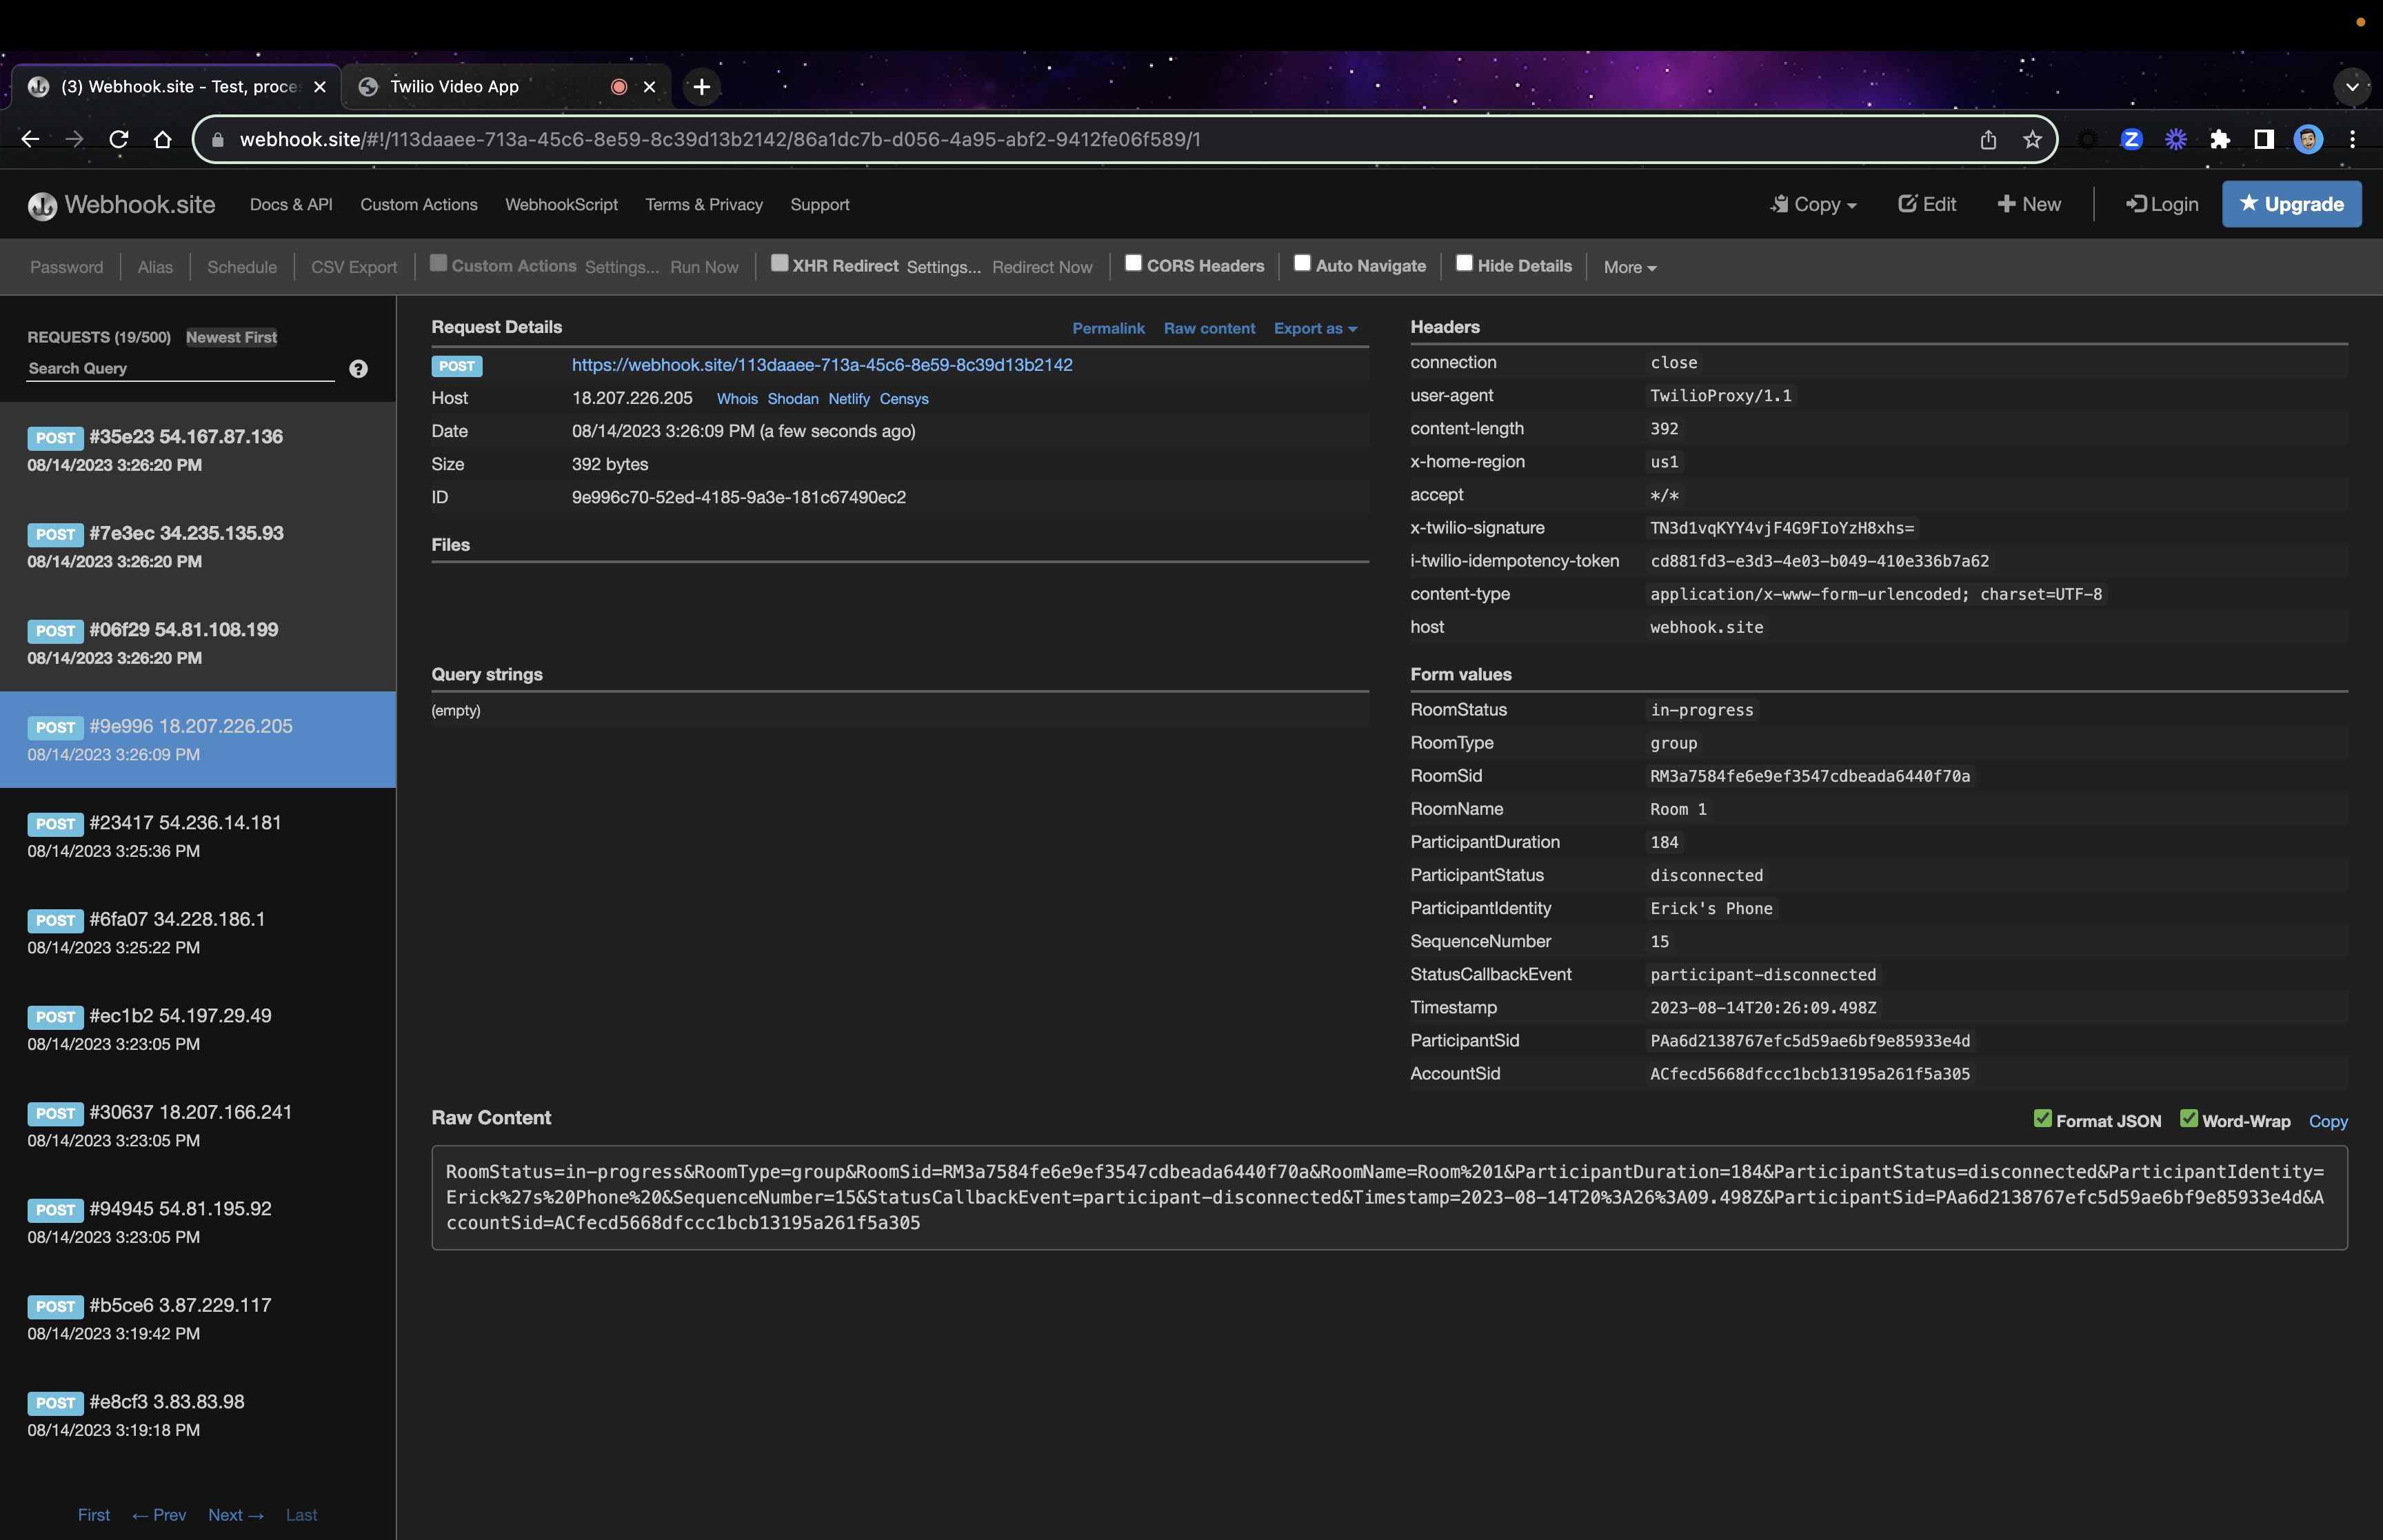 (3) Webhook.site - Test, proces
Twilio Video App
webhook.site/#!/113daaee-713a-45c6-8e59-8c39d13b2142/86a1dc7b-d056-4a95-abf2-9412fe06f589/1
Webhook.site Docs & API Custom Actions WebhookScript Terms & Privacy Support Copy Edit New Login Upgrade
Password Alias Schedule CSV Export Custom Actions Settings... Run Now XHR Redirect Settings... Redirect Now CORS Headers Auto Navigate Hide Details More
REQUESTS (19/500) Newest First
Search Query
POST #35e23 54.167.87.136
08/14/2023 3:26:20 PM
POST #7e3ec 34.235.135.93
08/14/2023 3:26:20 PM
POST #06f29 54.81.108.199
08/14/2023 3:26:20 PM
POST #9e996 18.207.226.205
08/14/2023 3:26:09 PM
POST #23417 54.236.14.181
08/14/2023 3:25:36 PM
POST #6fa07 34.228.186.1
08/14/2023 3:25:22 PM
POST #ec1b2 54.197.29.49
08/14/2023 3:23:05 PM
POST #30637 18.207.166.241
08/14/2023 3:23:05 PM
POST #94945 54.81.195.92
08/14/2023 3:23:05 PM
POST #b5ce6 3.87.229.117
08/14/2023 3:19:42 PM
POST #e8cf3 3.83.83.98
08/14/2023 3:19:18 PM
First ← Prev Next → Last
Request Details Permalink Raw content Export as
POST https://webhook.site/113daaee-713a-45c6-8e59-8c39d13b2142
Host 18.207.226.205 Whois Shodan Netlify Censys
Date 08/14/2023 3:26:09 PM (a few seconds ago)
Size 392 bytes
ID 9e996c70-52ed-4185-9a3e-181c67490ec2
Files
Query strings
(empty)
Headers
connection close
user-agent TwilioProxy/1.1
content-length 392
x-home-region us1
accept */*
x-twilio-signature TN3d1vqKYY4vjF4G9FIoYzH8xhs=
i-twilio-idempotency-token cd881fd3-e3d3-4e03-b049-410e336b7a62
content-type application/x-www-form-urlencoded; charset=UTF-8
host webhook.site
Form values
RoomStatus in-progress
RoomType group
RoomSid RM3a7584fe6e9ef3547cdbeada6440f70a
RoomName Room 1
ParticipantDuration 184
ParticipantStatus disconnected
ParticipantIdentity Erick's Phone
SequenceNumber 15
StatusCallbackEvent participant-disconnected
Timestamp 2023-08-14T20:26:09.498Z
ParticipantSid PAa6d2138767efc5d59ae6bf9e85933e4d
AccountSid ACfecd5668dfccc1bcb13195a261f5a305
Raw Content Format JSON Word-Wrap Copy
RoomStatus=in-progress&RoomType=group&RoomSid=RM3a7584fe6e9ef3547cdbeada6440f70a&RoomName=Room%201&ParticipantDuration=184&ParticipantStatus=disconnected&ParticipantIdentity=
Erick%27s%20Phone%20&SequenceNumber=15&StatusCallbackEvent=participant-disconnected&Timestamp=2023-08-14T20%3A26%3A09.498Z&ParticipantSid=PAa6d2138767efc5d59ae6bf9e85933e4d&A
ccountSid=ACfecd5668dfccc1bcb13195a261f5a305